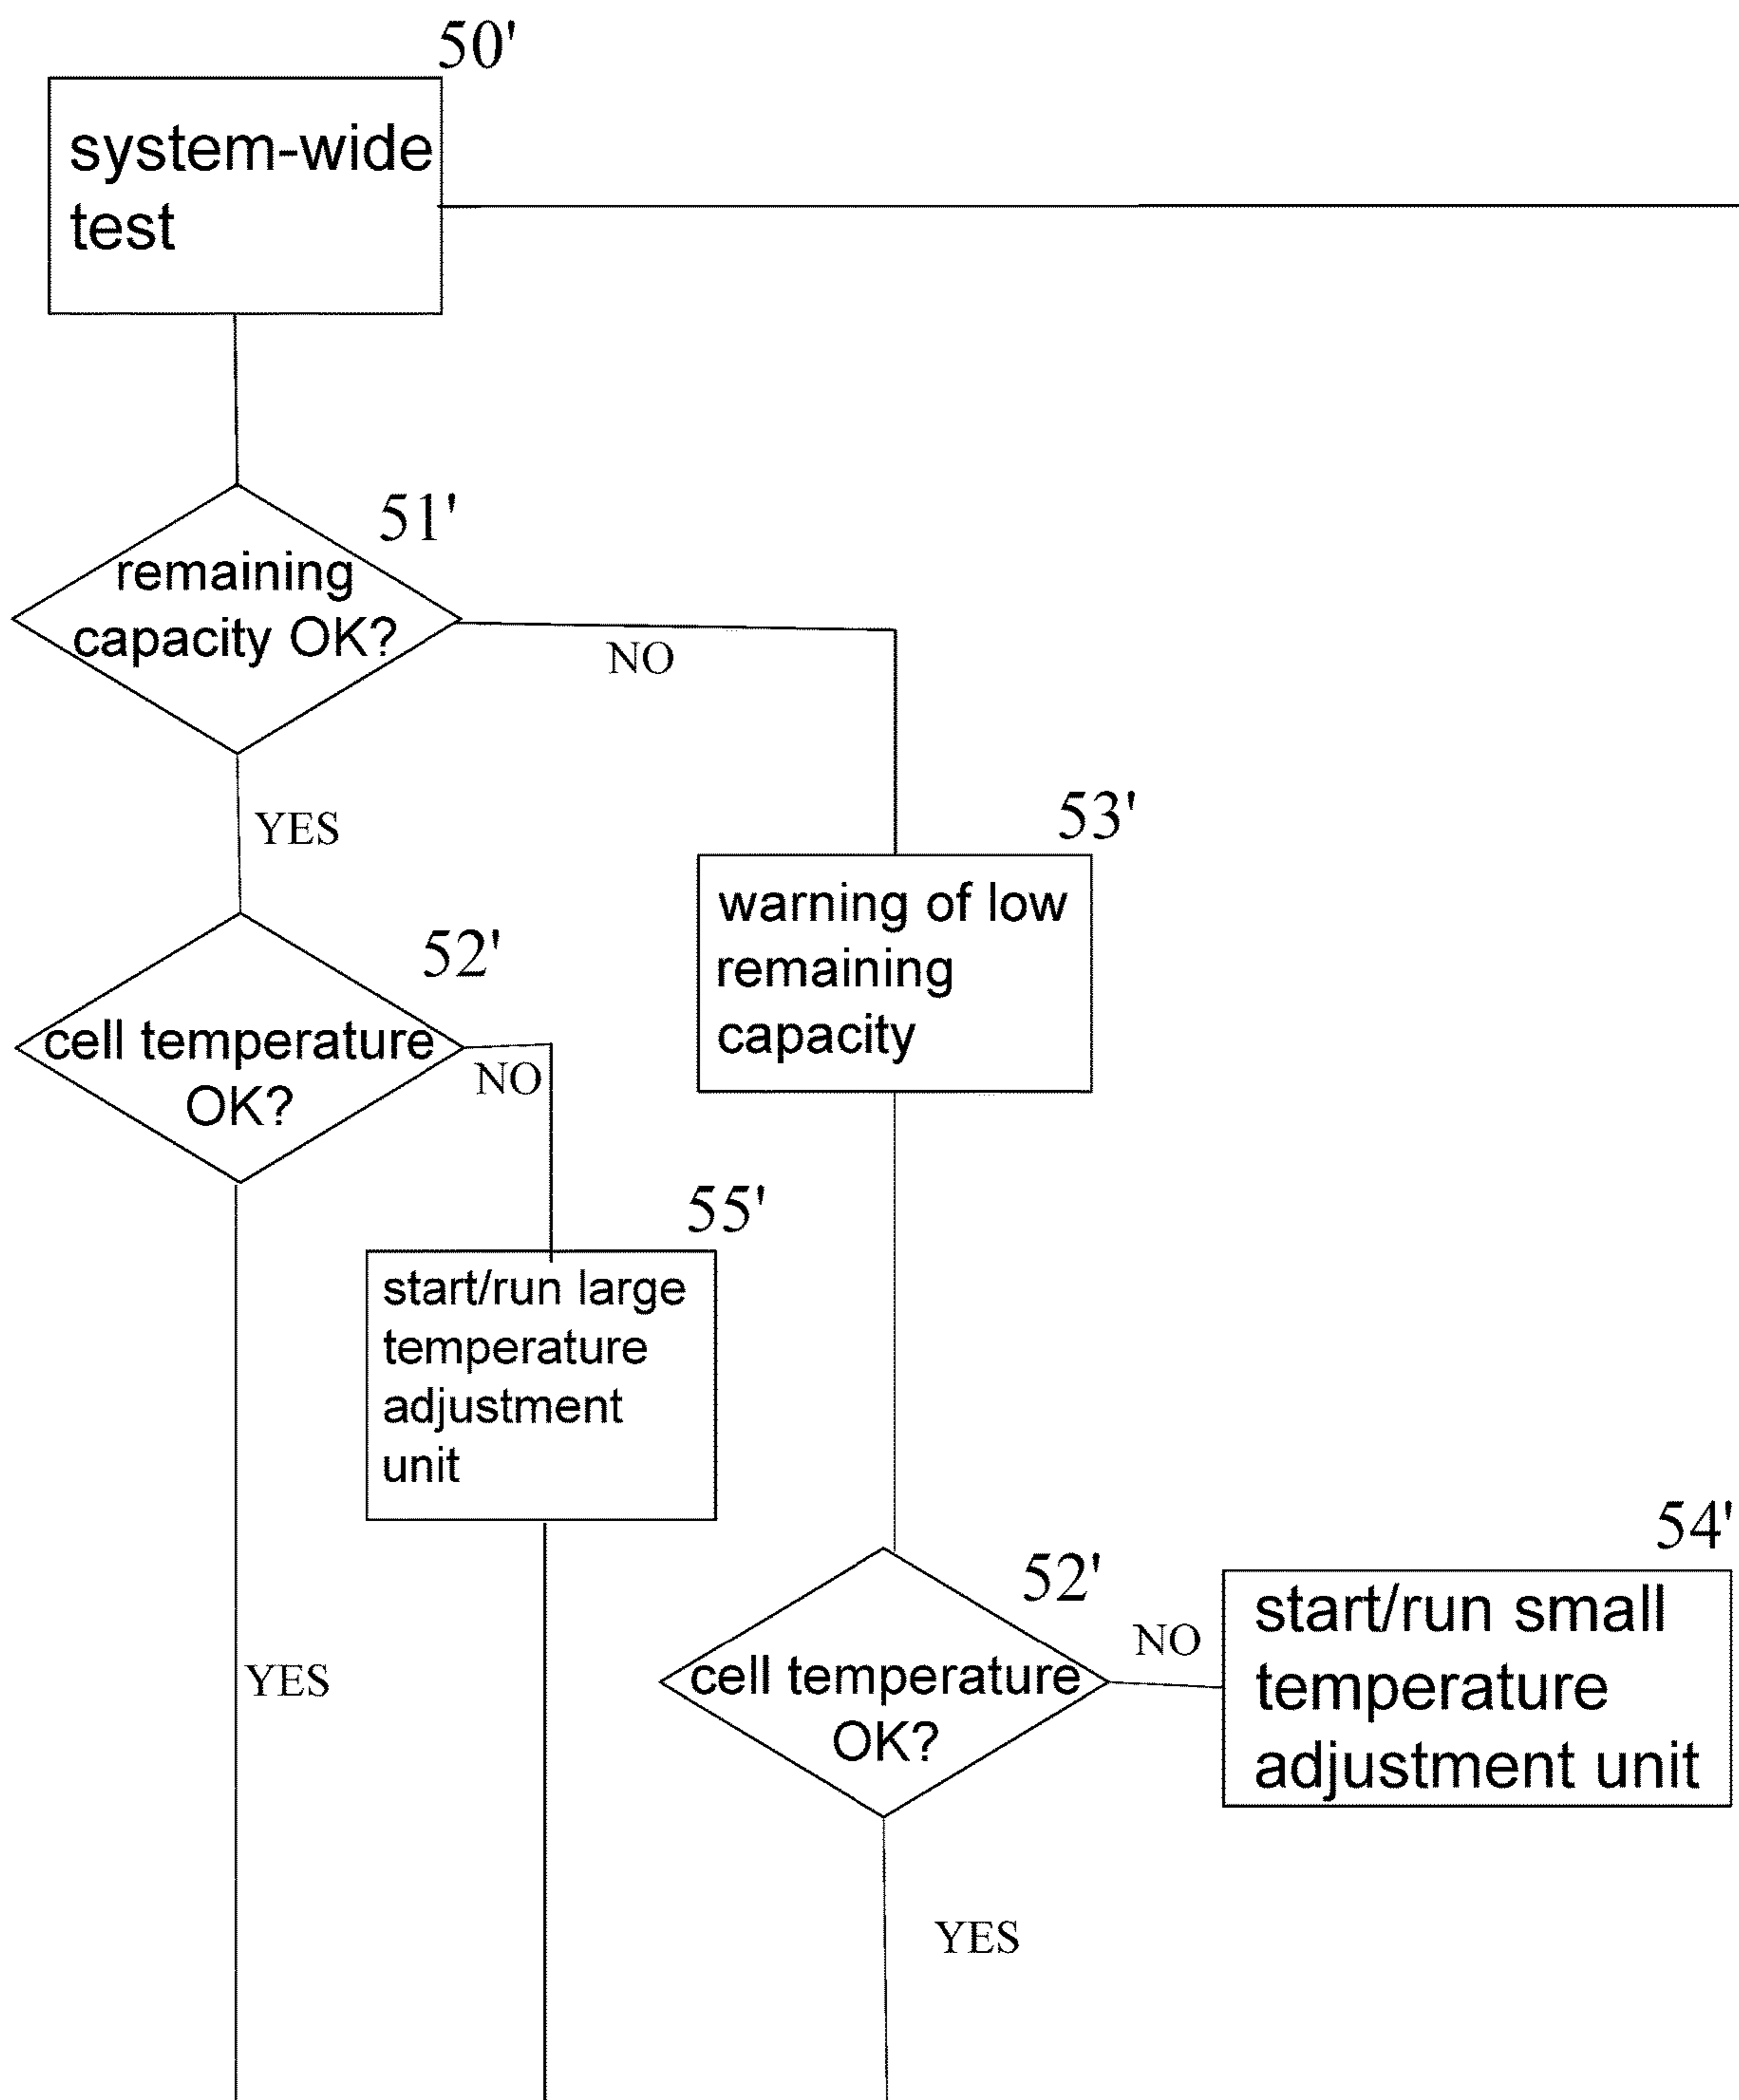 50'
system-wide
test
51'
remaining
capacity OK?
NO
YES
53'
warning of low
remaining
capacity
52'
cell temperature
OK?
NO
55'
start/run large
temperature
adjustment
unit
54'
52'
start/run small
temperature
adjustment unit
NO
cell temperature
OK?
YES
YES